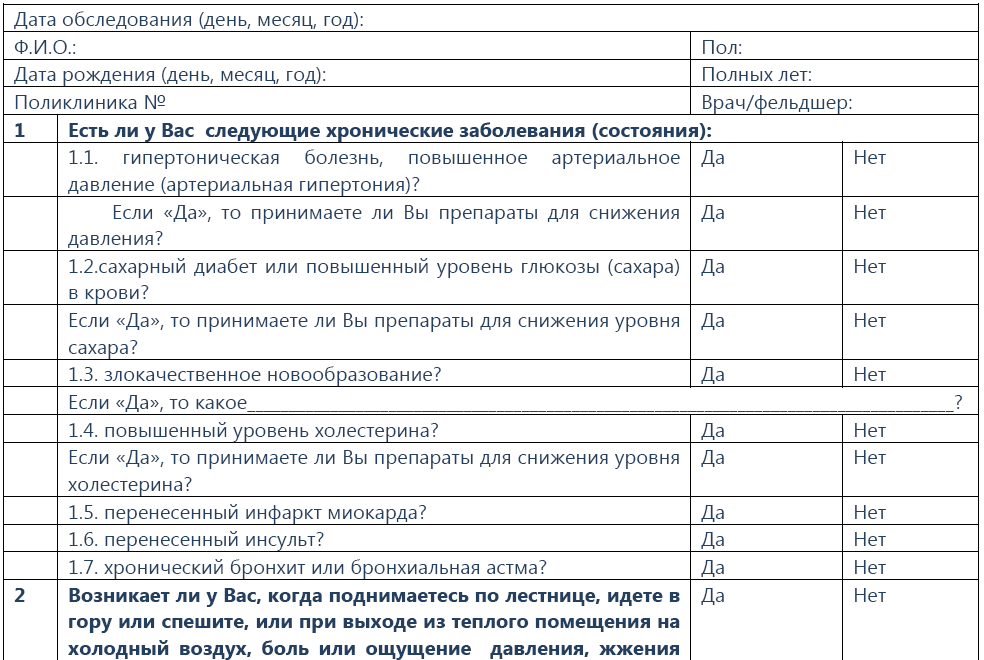 Дата обследования (день, месяц, год):
Ф.И.О.: Пол:
Дата рождения (день, месяц, год): Полных лет:
Поликлиника № Врач/фельдшер:
1 Есть ли у Вас следующие хронические заболевания (состояния):
1.1. гипертоническая болезнь, повышенное артериальное Да Нет
давление (артериальная гипертония)?
Если «Да», то принимаете ли Вы препараты для снижения Да Нет
давления?
1.2.сахарный диабет или повышенный уровень глюкозы (сахара) Да Нет
в крови?
Если «Да», то принимаете ли Вы препараты для снижения уровня Да Нет
сахара?
1.3. злокачественное новообразование? Да Нет
Если «Да», то какое______________________________________________________________________?
1.4. повышенный уровень холестерина? Да Нет
Если «Да», то принимаете ли Вы препараты для снижения уровня Да Нет
холестерина?
1.5. перенесенный инфаркт миокарда? Да Нет
1.6. перенесенный инсульт? Да Нет
1.7. хронический бронхит или бронхиальная астма? Да Нет
2 Возникает ли у Вас, когда поднимаетесь по лестнице, идете в Да Нет
гору или спешите, или при выходе из теплого помещения на
холодный воздух, боль или ощущение давления, жжения